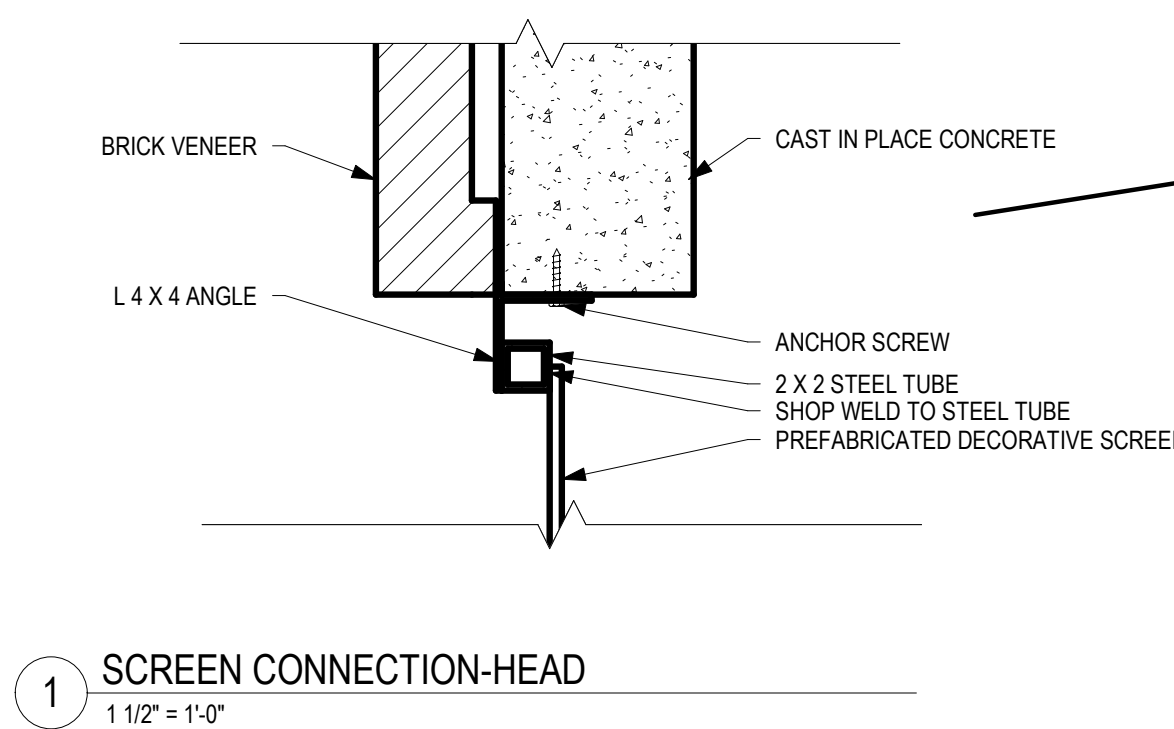 BRICK VENEER
CAST IN PLACE CONCRETE
L 4 X 4 ANGLE
ANCHOR SCREW
2 X 2 STEEL TUBE
SHOP WELD TO STEEL TUBE
PREFABRICATED DECORATIVE SCREE
1 SCREEN CONNECTION-HEAD
1 1/2" = 1'-0"